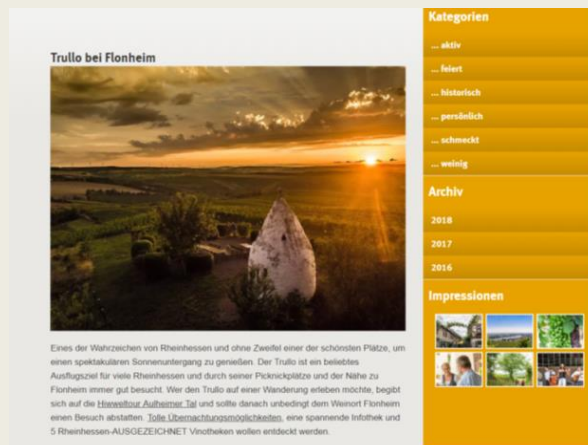 Trullo bei Flonheim
Eines der Wahrzeichen von Rheinhessen und ohne Zweifel einer der schönsten Plätze, um
einen spektakulären Sonnenuntergang zu genießen. Der Trullo ist ein beliebtes
Ausflugsziel für viele Rheinhessen und durch seiner Picknickplätze und der Nähe zu
Flonheim immer gut besucht. Wer den Trullo auf einer Wanderung erleben möchte, begibt
sich auf die Hiwweltour Aulheimer Tal und sollte danach unbedingt dem Weinort Flonheim
einen Besuch abstatten. Tolle Übernachtungsmöglichkeiten, eine spannende Infothek und
5 Rheinhessen-AUSGEZEICHNET Vinotheken wollen entdeckt werden.
Kategorien
... aktiv
... feiert
... historisch
... persönlich
... schmeckt
... weinig
Archiv
2018
2017
2016
Impressionen